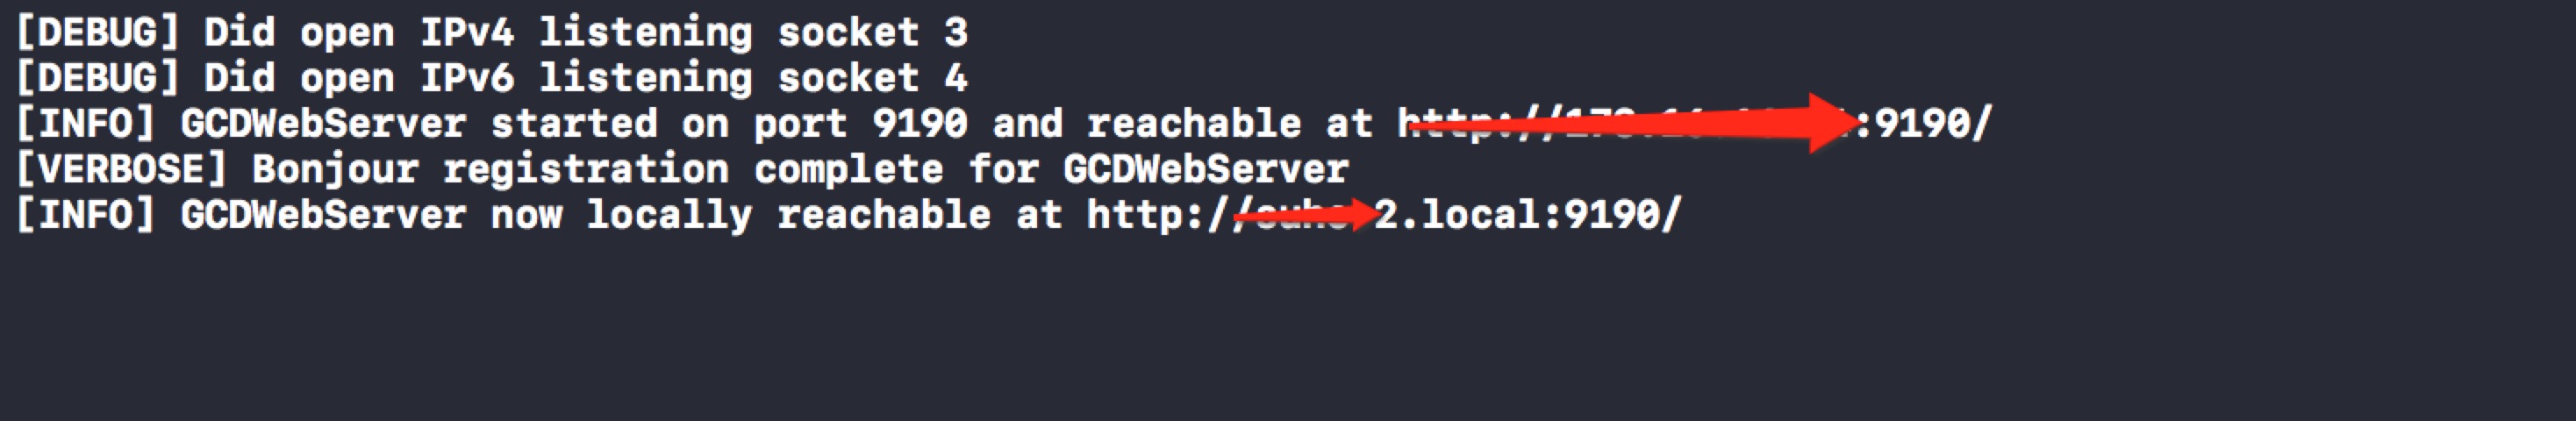 [DEBUG] Did open IPv4 listening socket 3
[DEBUG] Did open IPv6 listening socket 4
[INFO] GCDWebServer started on port 9190 and reachable at :9190/
[VERBOSE] Bonjour registration complete for GCDWebServer
[INFO] GCDWebServer now locally reachable at http:// 2.local:9190/